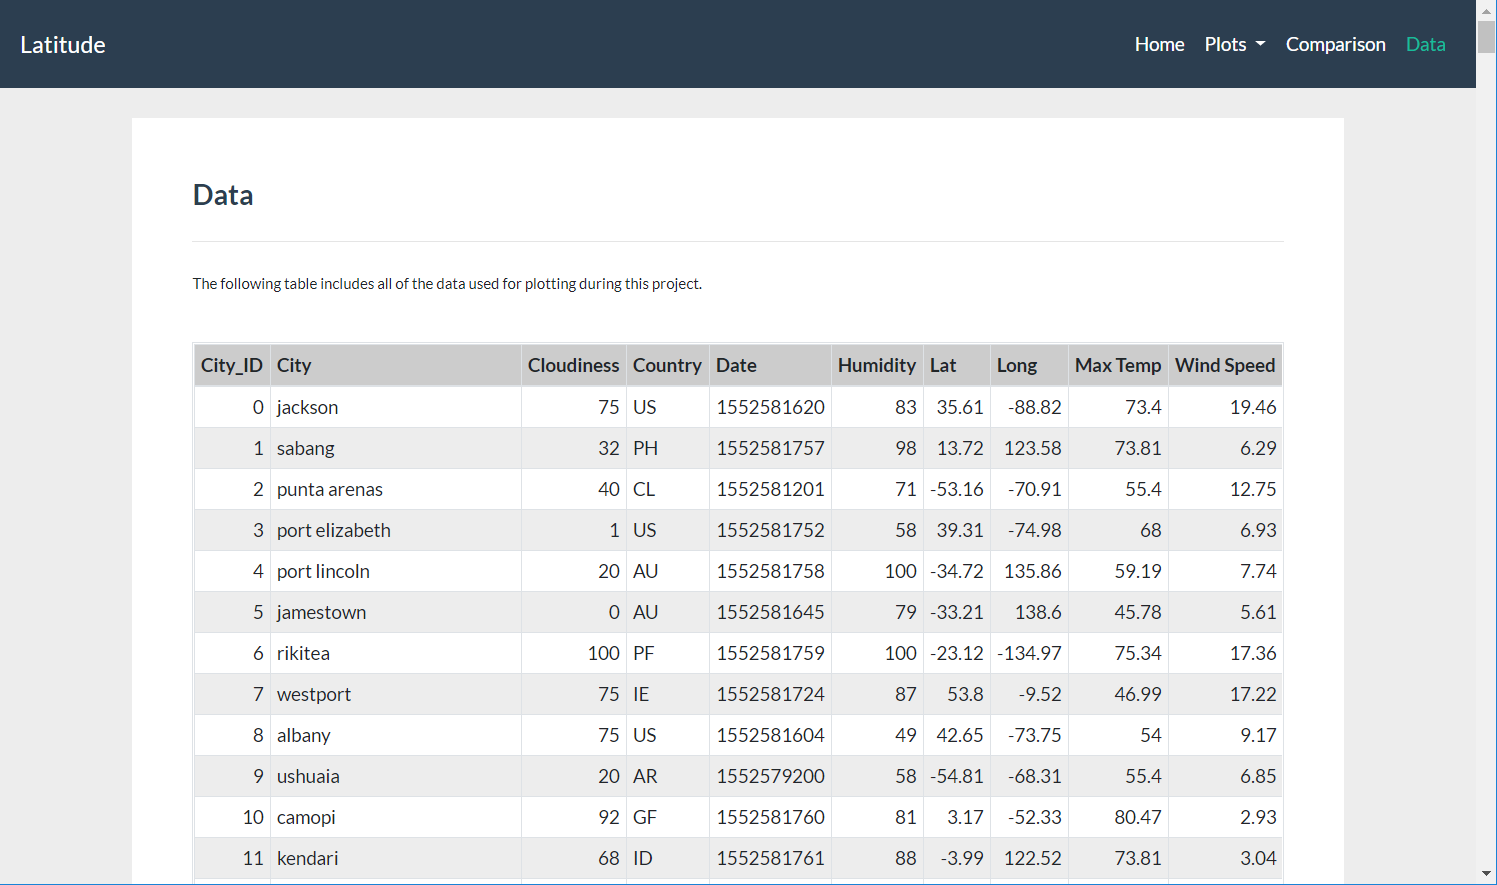 Latitude Home Plots Comparison Data
Data
The following table includes all of the data used for plotting during this project.
City_ID City Cloudiness Country Date Humidity Lat Long Max Temp Wind Speed
0 jackson 75 US 1552581620 83 35.61 -88.82 73.4 19.46
1 sabang 32 PH 1552581757 98 13.72 123.58 73.81 6.29
2 punta arenas 40 CL 1552581201 71 -53.16 -70.91 55.4 12.75
3 port elizabeth 1 US 1552581752 58 39.31 -74.98 68 6.93
4 port lincoln 20 AU 1552581758 100 -34.72 135.86 59.19 7.74
5 jamestown 0 AU 1552581645 79 -33.21 138.6 45.78 5.61
6 rikitea 100 PF 1552581759 100 -23.12 -134.97 75.34 17.36
7 westport 75 IE 1552581724 87 53.8 -9.52 46.99 17.22
8 albany 75 US 1552581604 49 42.65 -73.75 54 9.17
9 ushuaia 20 AR 1552579200 58 -54.81 -68.31 55.4 6.85
10 camopi 92 GF 1552581760 81 3.17 -52.33 80.47 2.93
11 kendari 68 ID 1552581761 88 -3.99 122.52 73.81 3.04